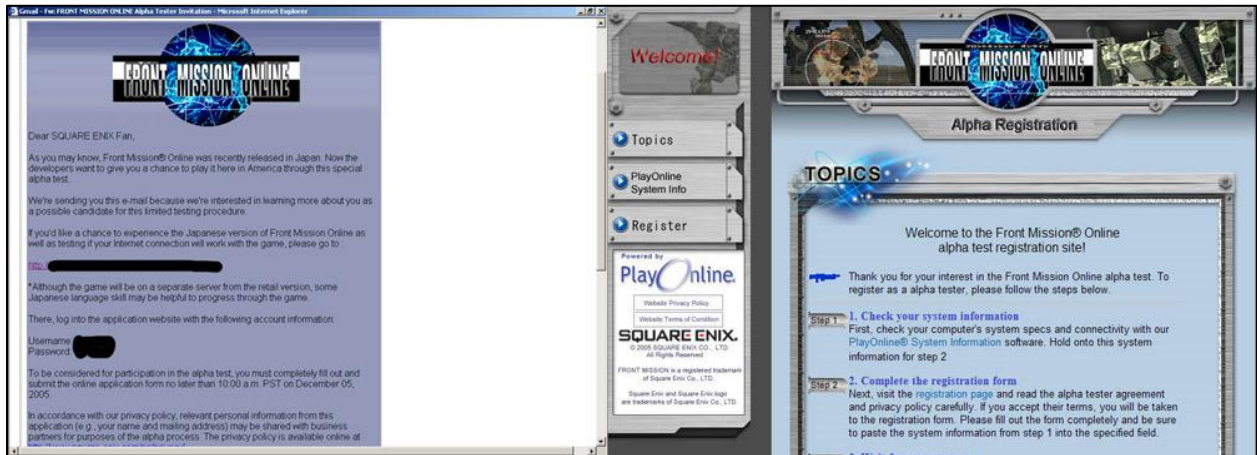 Gmail - Fw: FRONT MISSION ONLINE Alpha Tester Invitation - Microsoft Internet Explorer
FRONT MISSION ONLINE
Dear SQUARE ENIX Fan,
As you may know, Front Mission® Online was recently released in Japan. Now the
developers want to give you a chance to play it here in America through this special
alpha test.
We're sending you this e-mail because we're interested in learning more about you as
a possible candidate for this limited testing procedure.
If you'd like a chance to experience the Japanese version of Front Mission Online as
well as testing if your Internet connection will work with the game, please go to :
http:/
*Although the game will be on a separate server from the retail version, some
Japanese language skill may be helpful to progress through the game.
There, log into the application website with the following account information:
Username
Password
To be considered for participation in the alpha test, you must completely fill out and
submit the online application form no later than 10:00 a.m. PST on December 05,
2005.
In accordance with our privacy policy, relevant personal information from this
application (e.g., your name and mailing address) may be shared with business
partners for purposes of the alpha process. The privacy policy is available online at
Welcome!
Topics
PlayOnline
System Info
Register
Powered by
PlayOnline.
Website Privacy Policy
Website Terms of Condition
SQUARE ENIX.
© 2005 SQUARE ENIX CO., LTD.
All Rights Reserved
FRONT MISSION is a registered trademark
of Square Enix Co., LTD.
Square Enix and Square Enix logo
are trademarks of Square Enix Co., LTD.
フロントミッション オンライン
FRONT MISSION ONLINE
Alpha Registration
TOPICS
Welcome to the Front Mission® Online
alpha test registration site!
Thank you for your interest in the Front Mission Online alpha test. To
register as a alpha tester, please follow the steps below.
Step 1
1. Check your system information
First, check your computer's system specs and connectivity with our
PlayOnline® System Information software. Hold onto this system
information for step 2
Step 2
2. Complete the registration form
Next, visit the registration page and read the alpha tester agreement
and privacy policy carefully. If you accept their terms, you will be taken
to the registration form. Please fill out the form completely and be sure
to paste the system information from step 1 into the specified field.